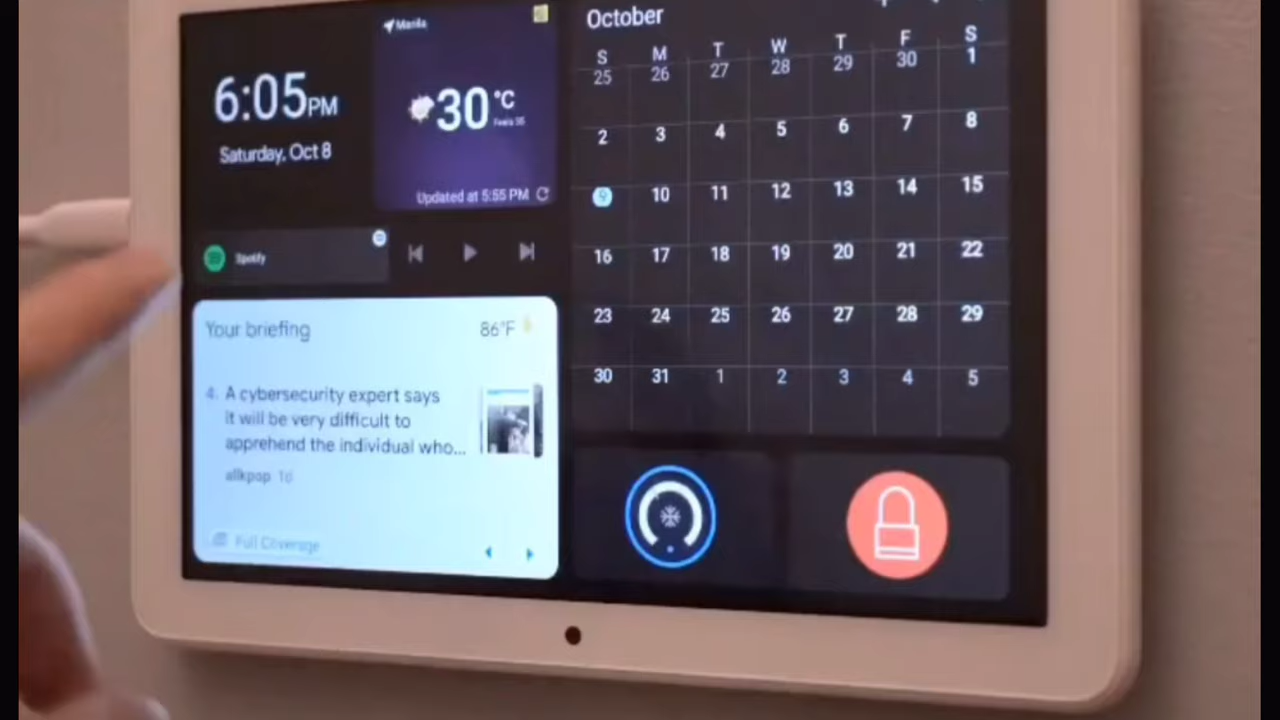 6:05PM
Saturday, Oct 8
Manila
30°C
Feels 35
Updated at 5:55 PM
Spotify
Your briefing
86°F
4. A cybersecurity expert says
it will be very difficult to
apprehend the individual who...
allkpop 1d
Full Coverage
October
S M T W T F S
25 26 27 28 29 30 1
2 3 4 5 6 7 8
9 10 11 12 13 14 15
16 17 18 19 20 21 22
23 24 25 26 27 28 29
30 31 1 2 3 4 5